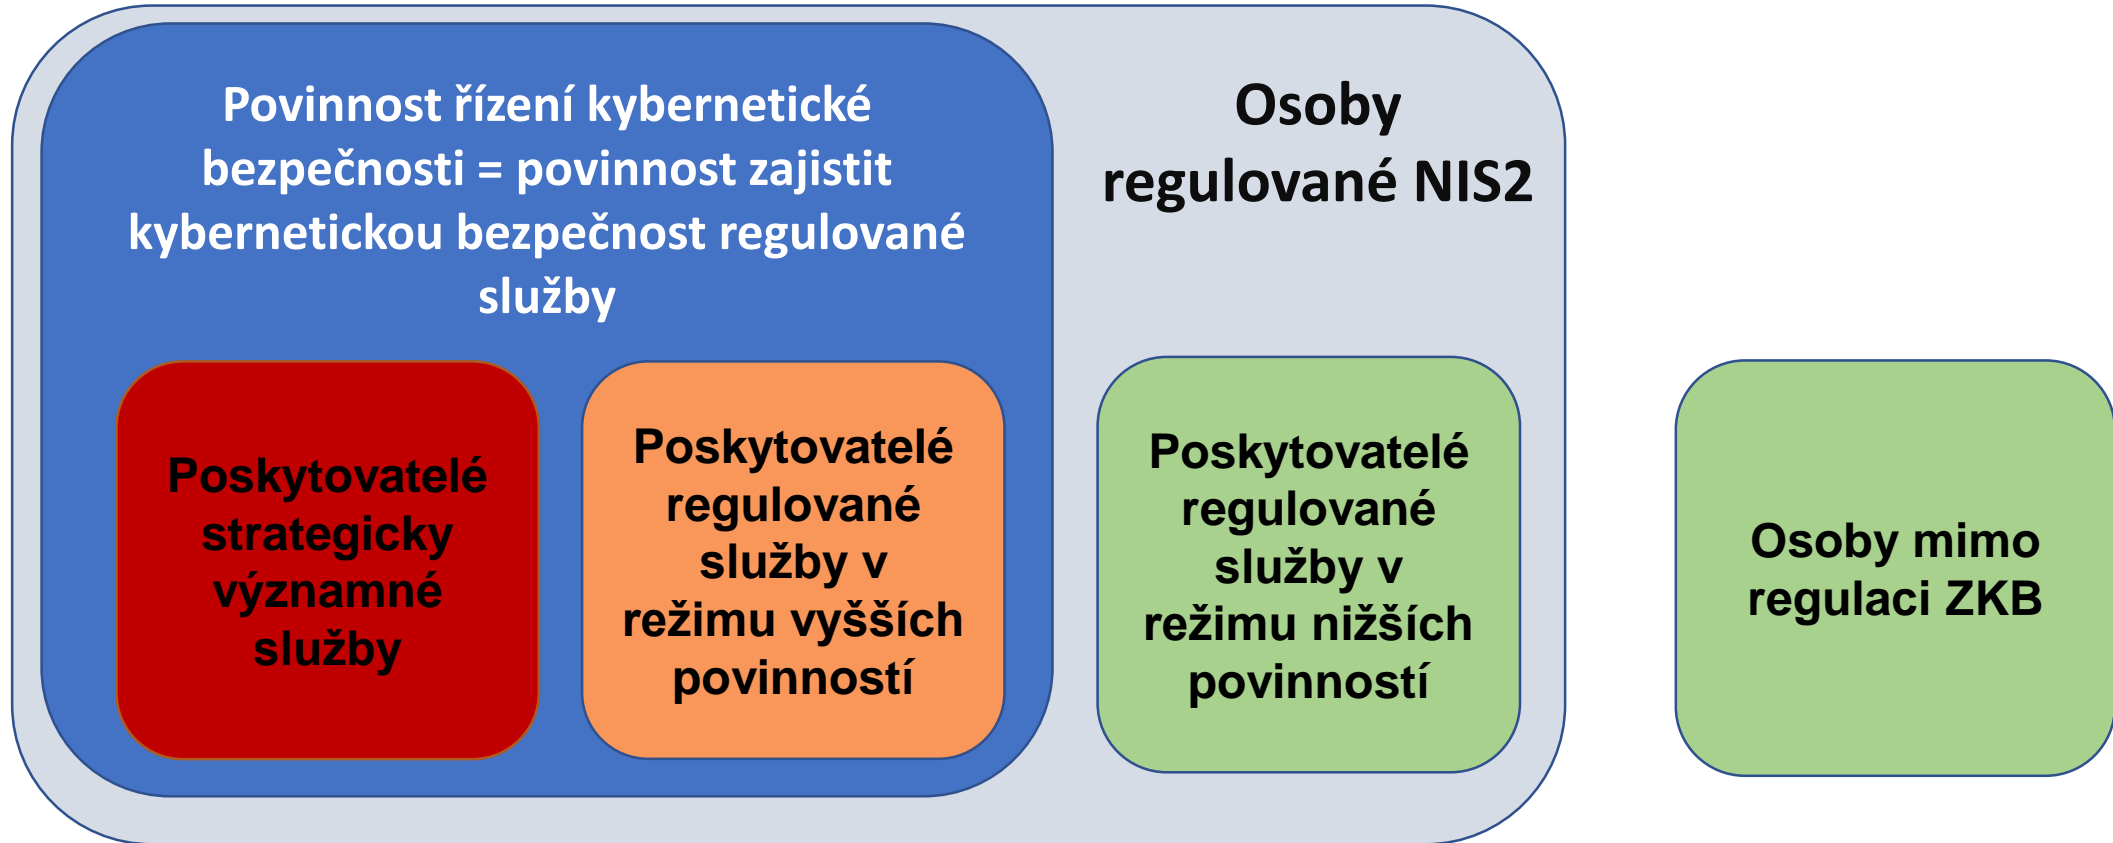 Povinnost řízení kybernetické
bezpečnosti = povinnost zajistit
kybernetickou bezpečnost regulované
služby
Osoby
regulované NIS2
Poskytovatelé
strategicky
významné
služby
Poskytovatelé
regulované
služby v
režimu vyšších
povinností
Poskytovatelé
regulované
služby v
režimu nižších
povinností
Osoby mimo
regulaci ZKB